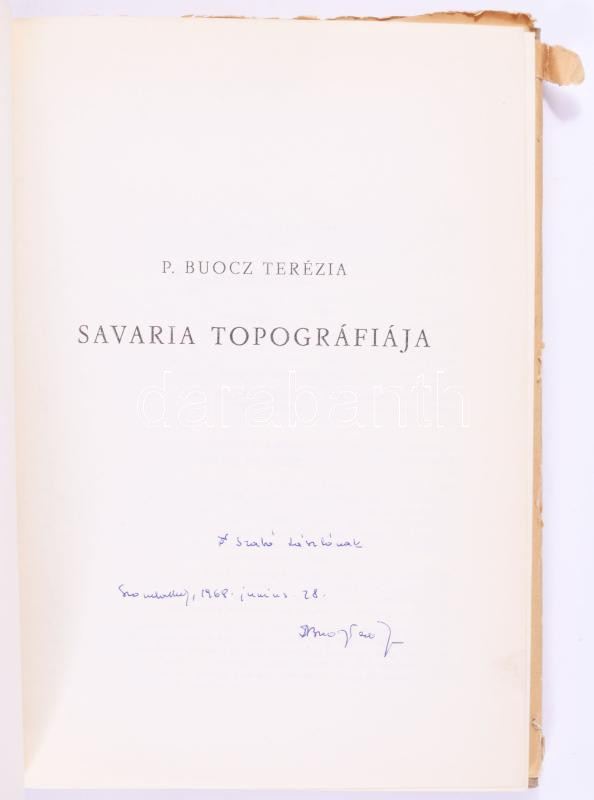 P. BUOCZ TERÉZIA
SAVARIA TOPOGRÁFIÁJA
darabanth
Szabó Lászlónak
Szombathely, 1968. június. 28.